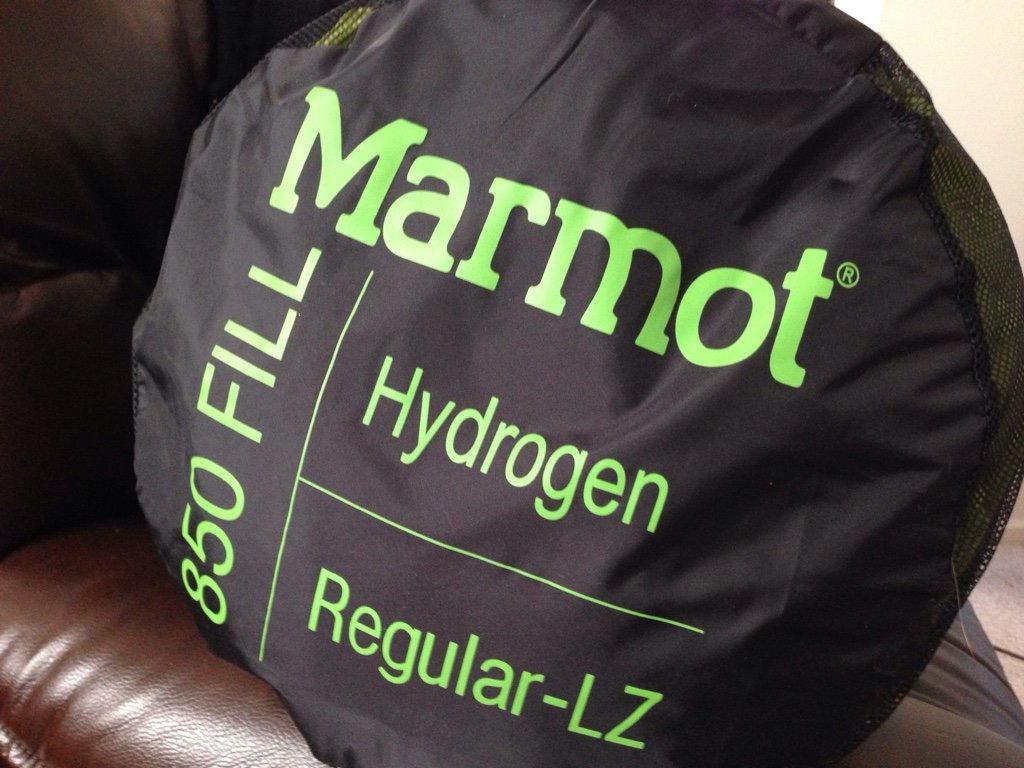 Marmot®
850 FILL
Hydrogen
Regular-LZ